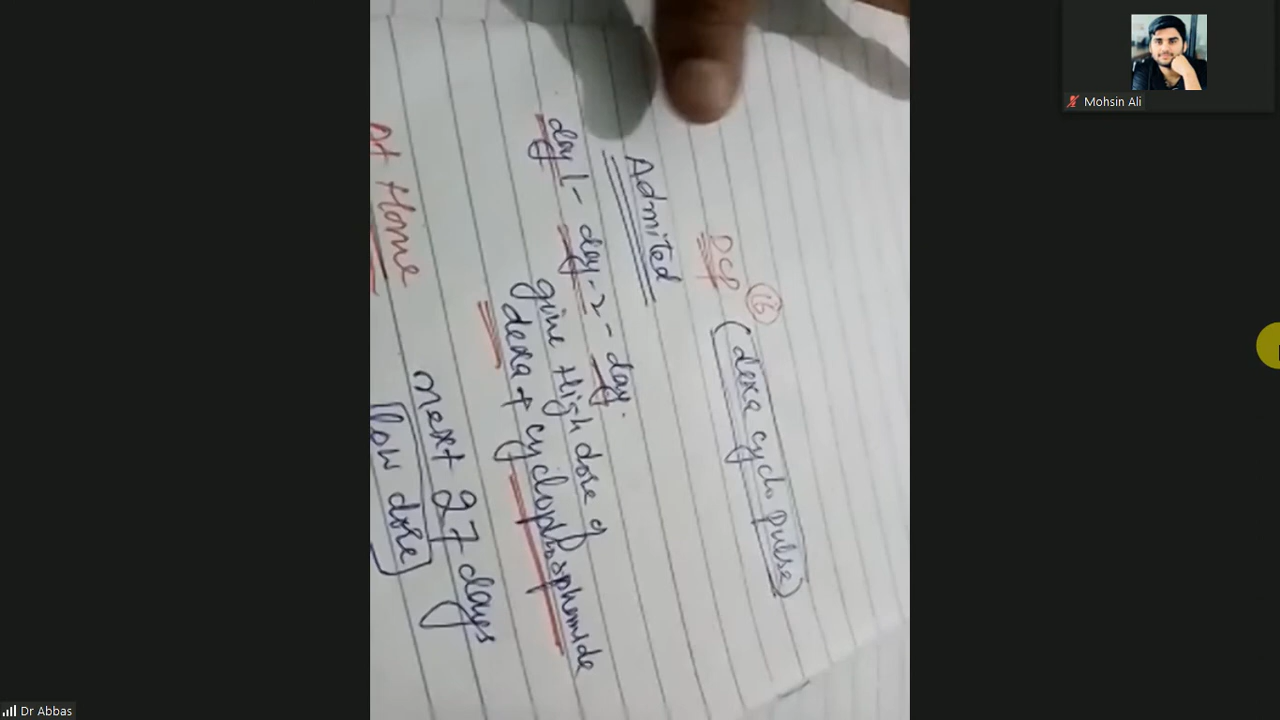 16
DCP (dexa cyclo pulse)
Admited
day 1 - day - 2 - day.
give High dose of
dexa + cyclophosphemide
next 27 days
At Home
low dose
Mohsin Ali
Dr Abbas